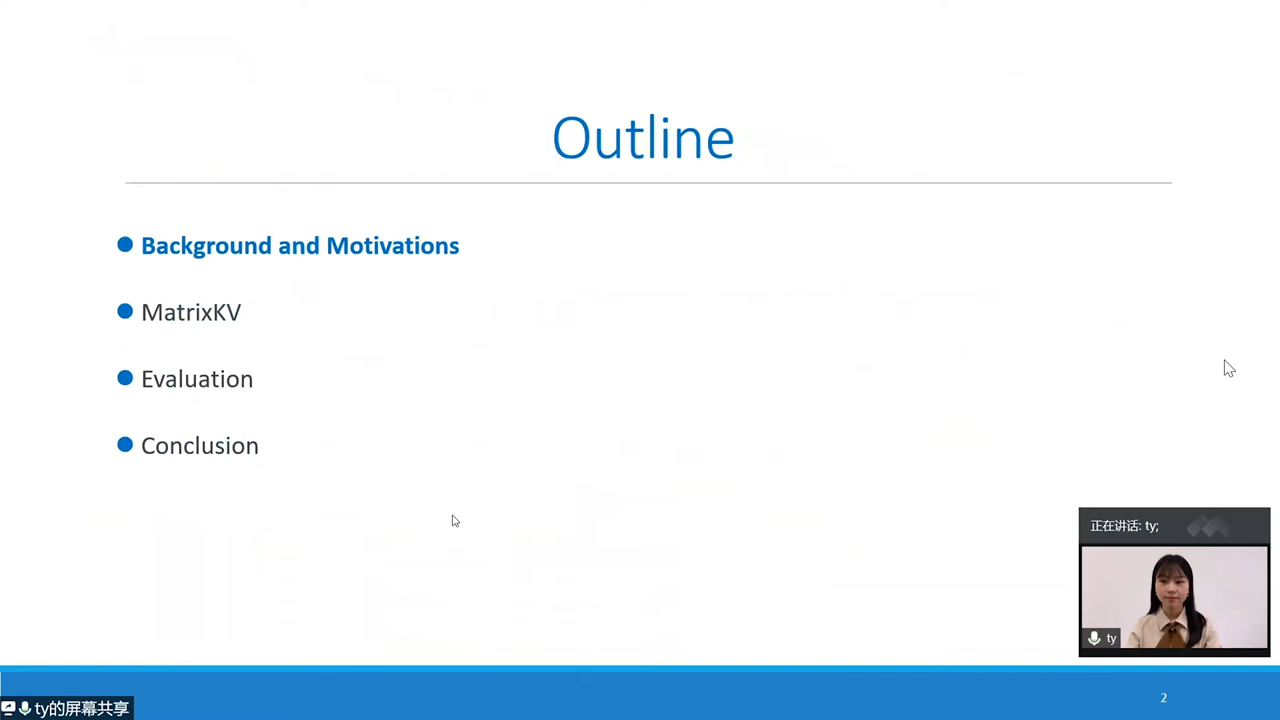 Outline
Background and Motivations
MatrixKV
Evaluation
Conclusion
正在讲话: ty;
ty
2
ty的屏幕共享